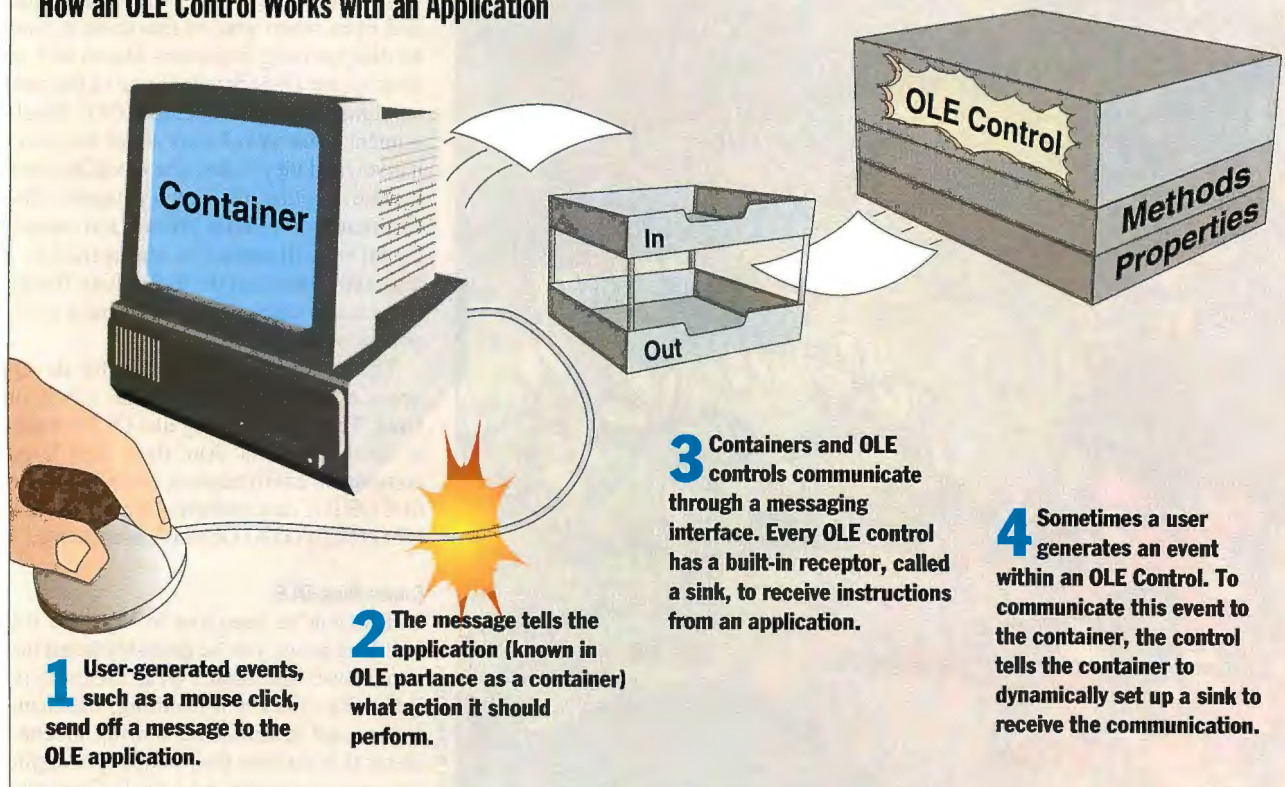 How an OLE Control Works with an Application
Container
In
Out
OLE Control
Methods
Properties
1 User-generated events,
such as a mouse click,
send off a message to the
OLE application.
2 The message tells the
application (known in
OLE parlance as a container)
what action it should
perform.
3 Containers and OLE
controls communicate
through a messaging
interface. Every OLE control
has a built-in receptor, called
a sink, to receive instructions
from an application.
4 Sometimes a user
generates an event
within an OLE Control. To
communicate this event to
the container, the control
tells the container to
dynamically set up a sink to
receive the communication.